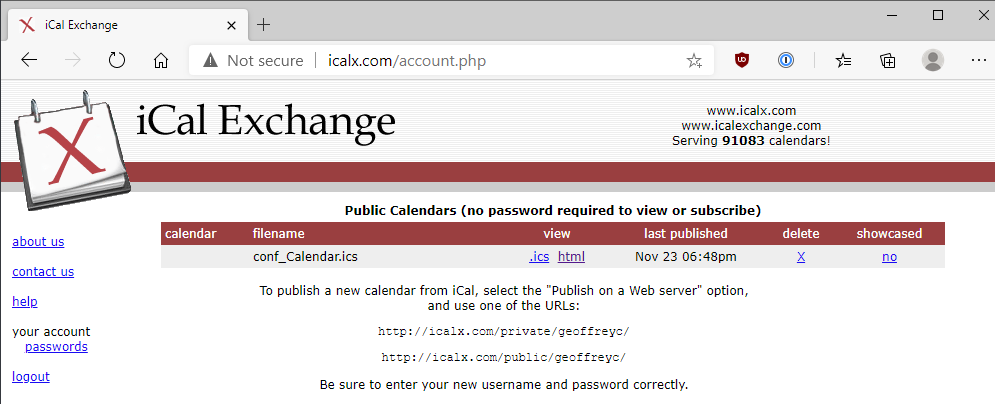 iCal Exchange
Not secure | icalx.com/account.php
X
iCal Exchange
www.icalx.com
www.icalexchange.com
Serving 91083 calendars!
about us
contact us
help
your account
passwords
logout
Public Calendars (no password required to view or subscribe)
calendar filename view last published delete showcased
conf_Calendar.ics .ics html Nov 23 06:48pm X no
To publish a new calendar from iCal, select the "Publish on a Web server" option,
and use one of the URLs:
http://icalx.com/private/geoffreyc/
http://icalx.com/public/geoffreyc/
Be sure to enter your new username and password correctly.